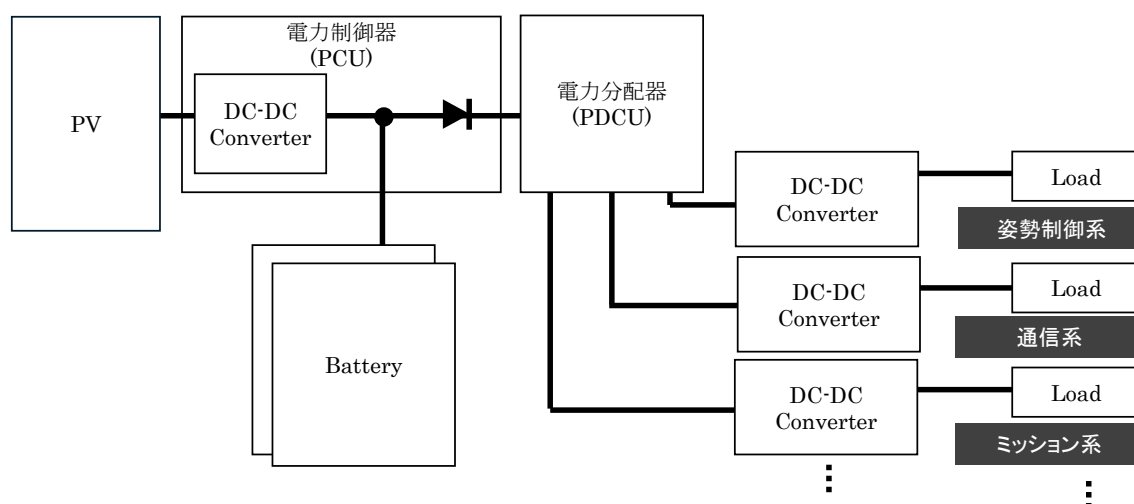 PV
電力制御器
(PCU)
DC-DC
Converter
電力分配器
(PDCU)
Battery
DC-DC
Converter
Load
姿勢制御系
DC-DC
Converter
Load
通信系
DC-DC
Converter
Load
ミッション系